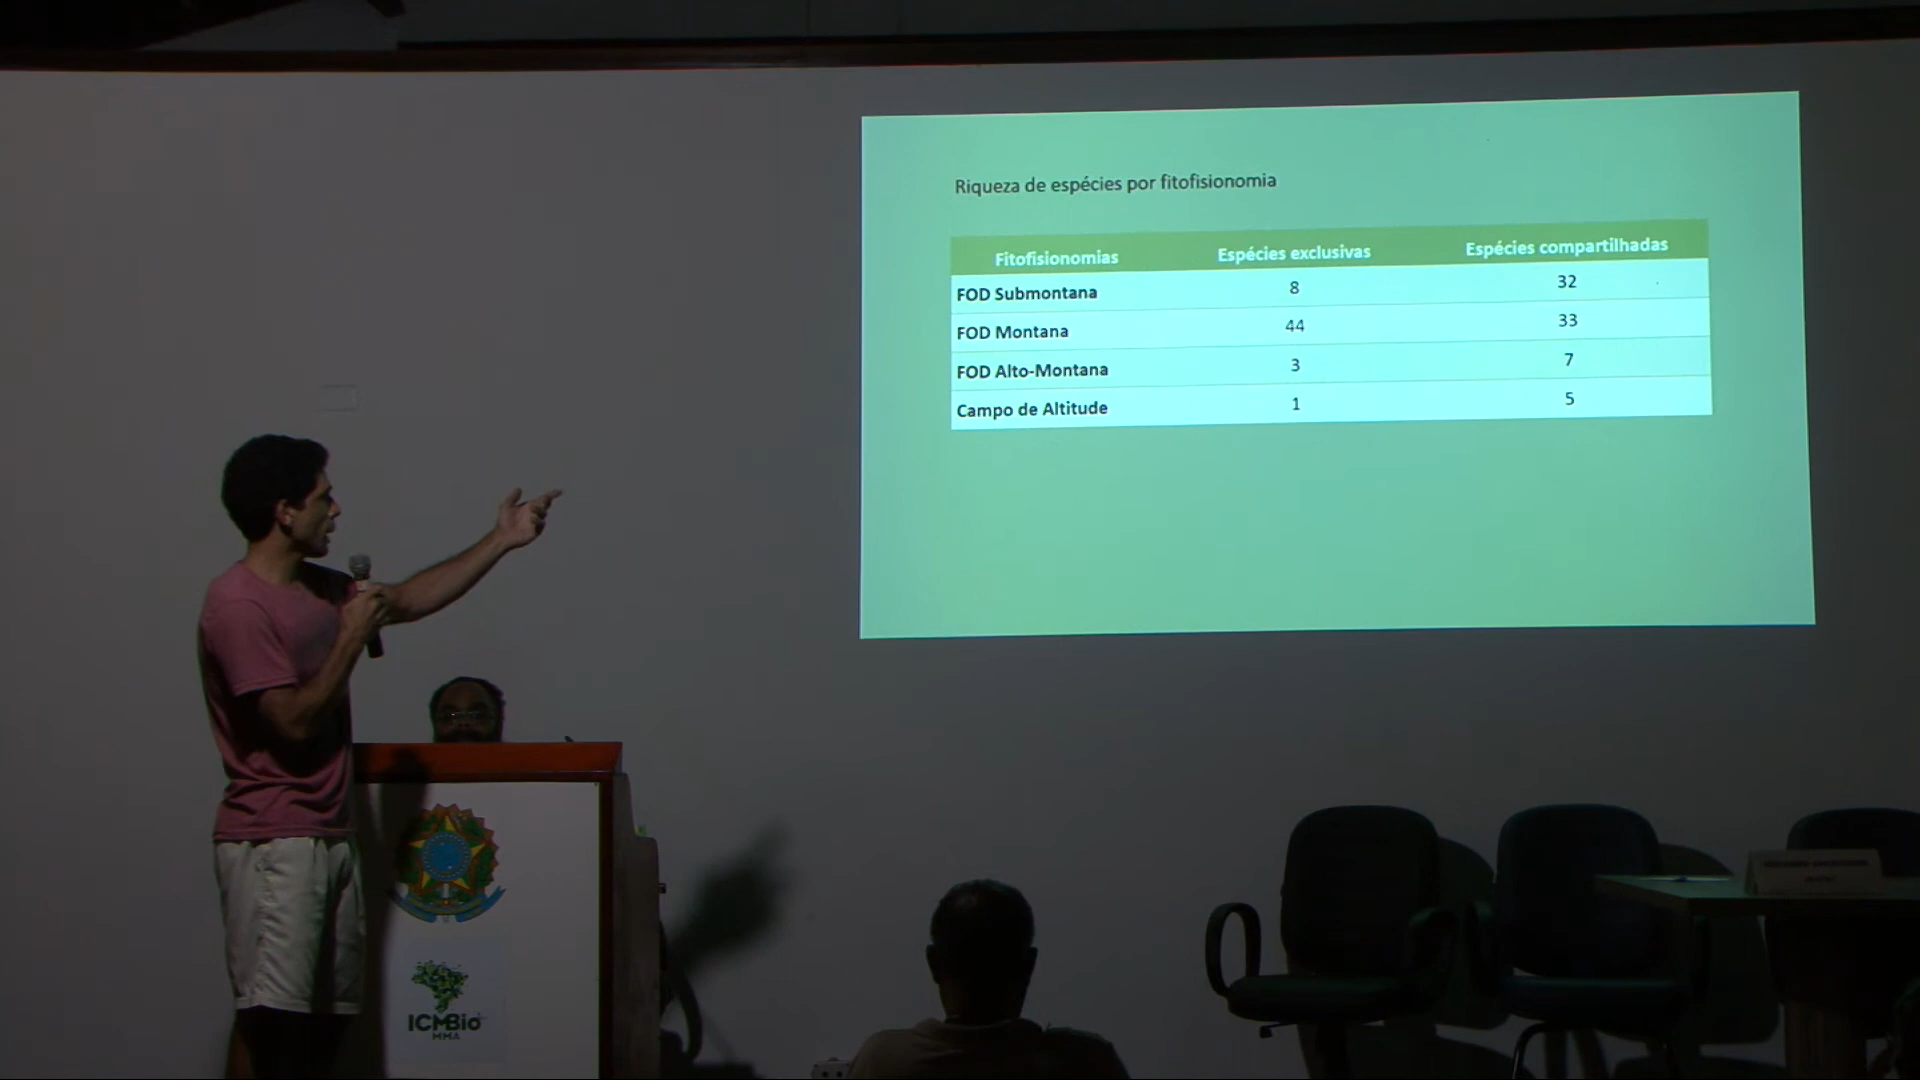 Riqueza de espécies por fitofisionomia
Fitofisionomias Espécies exclusivas Espécies compartilhadas
FOD Submontana 8 32
FOD Montana 44 33
FOD Alto-Montana 3 7
Campo de Altitude 1 5
ICMBio
MMA